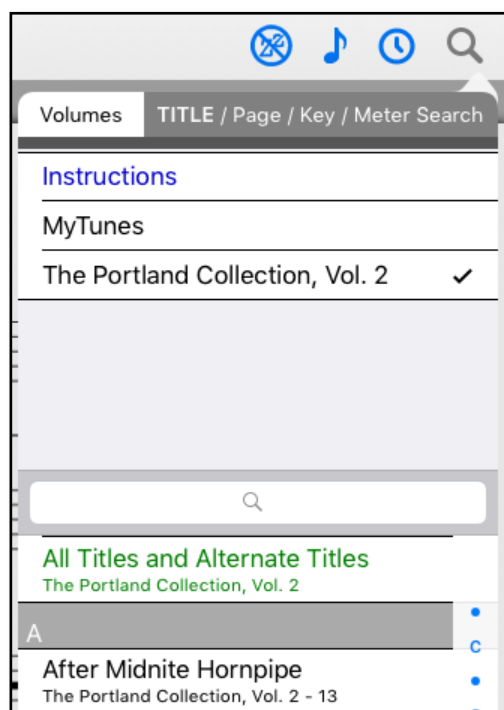 Volumes TITLE / Page / Key / Meter Search
Instructions
MyTunes
The Portland Collection, Vol. 2
All Titles and Alternate Titles
The Portland Collection, Vol. 2
A
C
After Midnite Hornpipe
The Portland Collection, Vol. 2 - 13